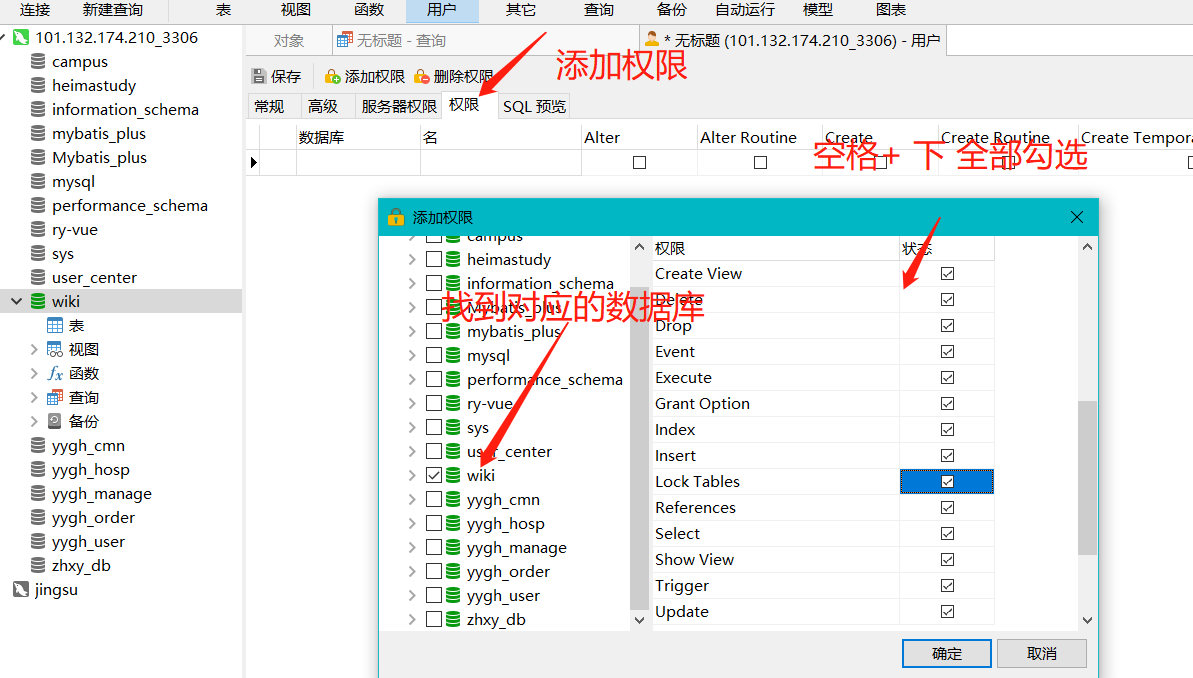 连接 新建查询 表 视图 函数 用户 其它 查询 备份 自动运行 模型 图表
101.132.174.210_3306
campus
heimastudy
information_schema
mybatis_plus
Mybatis_plus
mysql
performance_schema
ry-vue
sys
user_center
wiki
表
视图
fx 函数
查询
备份
yygh_cmn
yygh_hosp
yygh_manage
yygh_order
yygh_user
zhxy_db
jingsu
对象 无标题 - 查询 * 无标题 (101.132.174.210_3306) - 用户
保存 添加权限 删除权限
添加权限
常规 高级 服务器权限 权限 SQL 预览
数据库 名 Alter Alter Routine Create Create Routine Create Tempora
空格+ 下 全部勾选
添加权限
campus
heimastudy
information_schema
Mybatis_plus
mybatis_plus
mysql
performance_schema
ry-vue
sys
user_center
wiki
yygh_cmn
yygh_hosp
yygh_manage
yygh_order
yygh_user
zhxy_db
找到对应的数据库
权限 状态
Create View
Delete
Drop
Event
Execute
Grant Option
Index
Insert
Lock Tables
References
Select
Show View
Trigger
Update
确定 取消